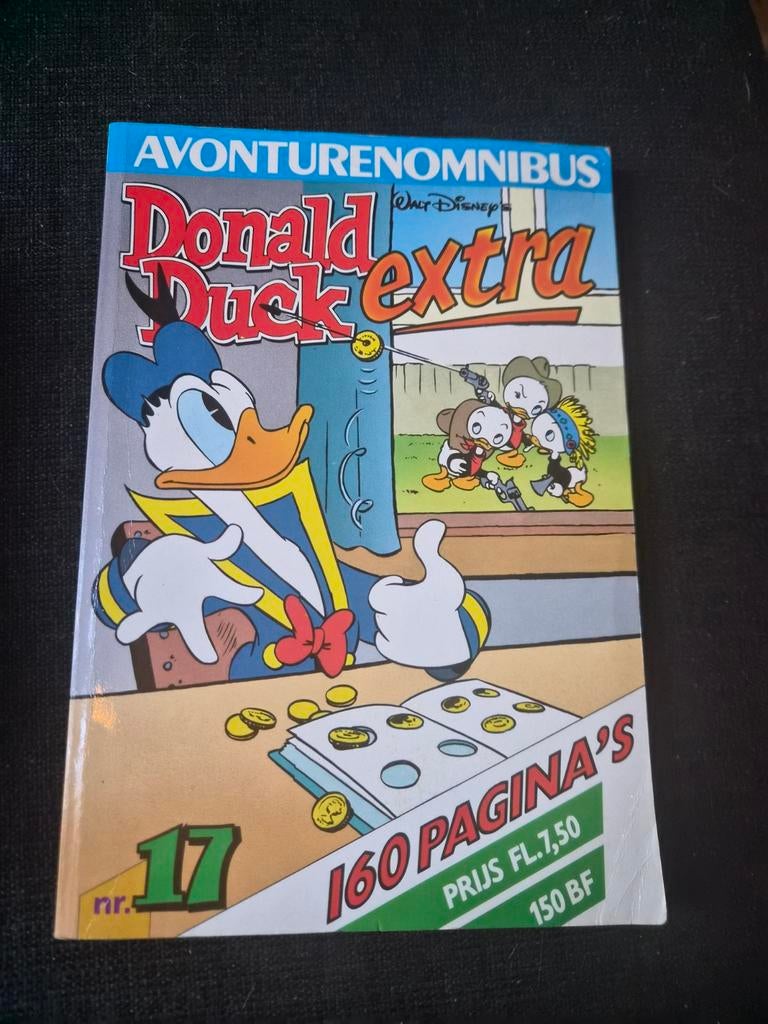 AVONTURENOMNIBUS
WALT DISNEY'S
Donald
Duck
extra
160 PAGINA'S
PRIJS FL.7,50
150 BF
nr. 17